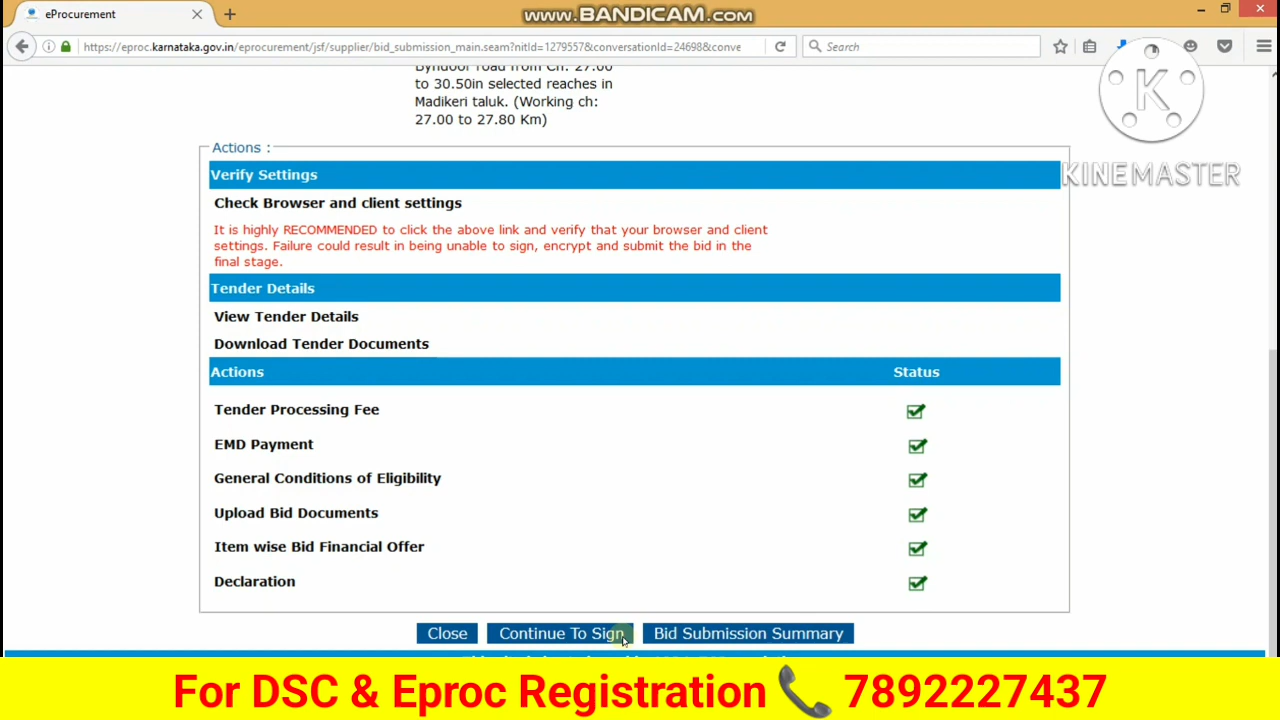 eProcurement
www.BANDICAM.com
https://eproc.karnataka.gov.in/eprocurement/jsf/supplier/bid_submission_main.seam?nitId=1279557&conversationId=24698&conve
Search
Byndoor road from Ch: 27.00
to 30.50in selected reaches in
Madikeri taluk. (Working ch:
27.00 to 27.80 Km)
K
KINEMASTER
Actions :
Verify Settings
Check Browser and client settings
It is highly RECOMMENDED to click the above link and verify that your browser and client
settings. Failure could result in being unable to sign, encrypt and submit the bid in the
final stage.
Tender Details
View Tender Details
Download Tender Documents
Actions Status
Tender Processing Fee
EMD Payment
General Conditions of Eligibility
Upload Bid Documents
Item wise Bid Financial Offer
Declaration
Close Continue To Sign Bid Submission Summary
For DSC & Eproc Registration 📞 7892227437